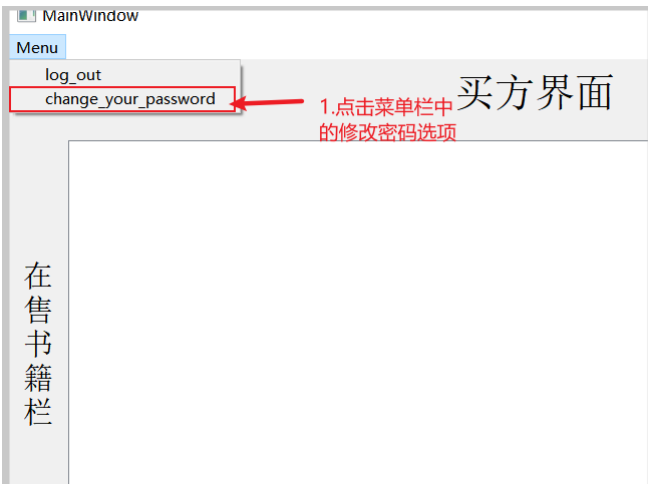 MainWindow
Menu
log_out
change_your_password
1.点击菜单栏中
的修改密码选项
买方界面
在售书籍栏